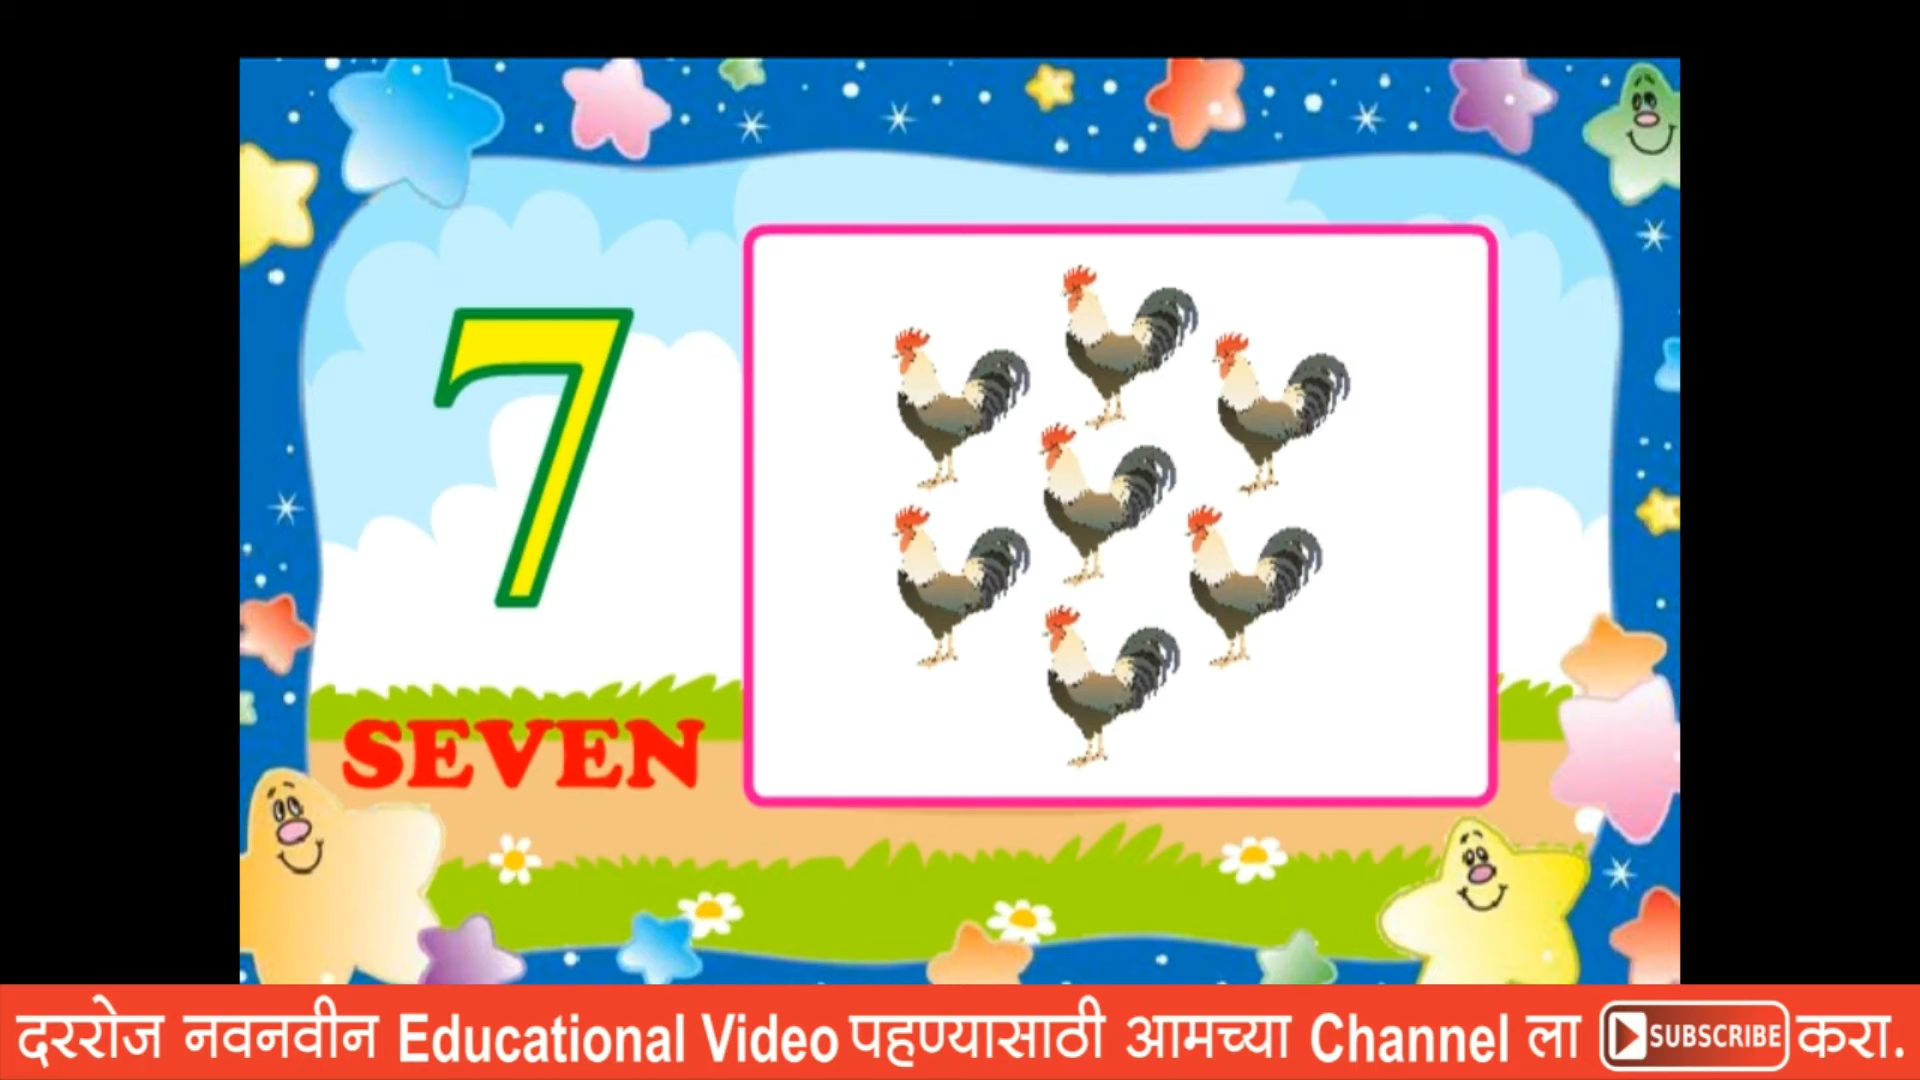 7
SEVEN
दररोज नवनवीन Educational Video पहण्यासाठी आमच्या Channel ला SUBSCRIBE करा.